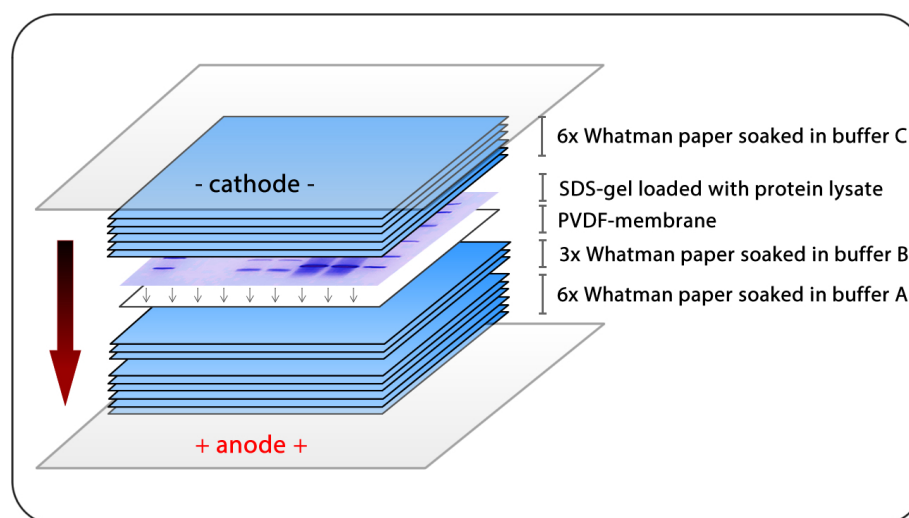 6x Whatman paper soaked in buffer C
- cathode -
SDS-gel loaded with protein lysate
PVDF-membrane
3x Whatman paper soaked in buffer B
6x Whatman paper soaked in buffer A
+ anode +